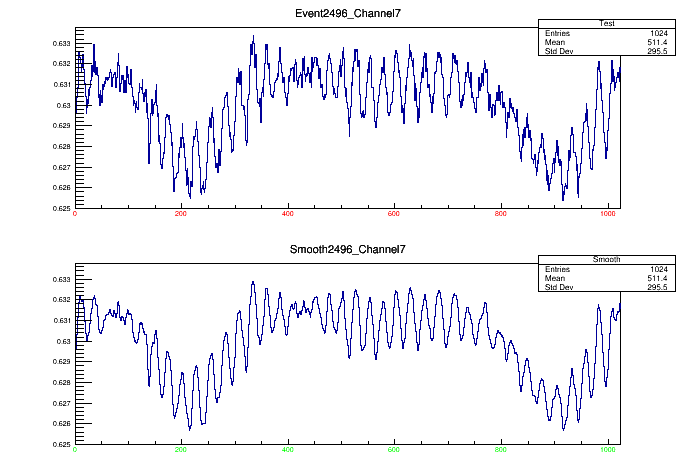 Event2496_Channel7
Test
Entries 1024
Mean 511.4
Std Dev 295.5
0.633
0.632
0.631
0.63
0.629
0.628
0.627
0.626
0.625
0 200 400 600 800 1000
Smooth2496_Channel7
Smooth
Entries 1024
Mean 511.4
Std Dev 295.5
0.633
0.632
0.631
0.63
0.629
0.628
0.627
0.626
0.625
0 200 400 600 800 1000